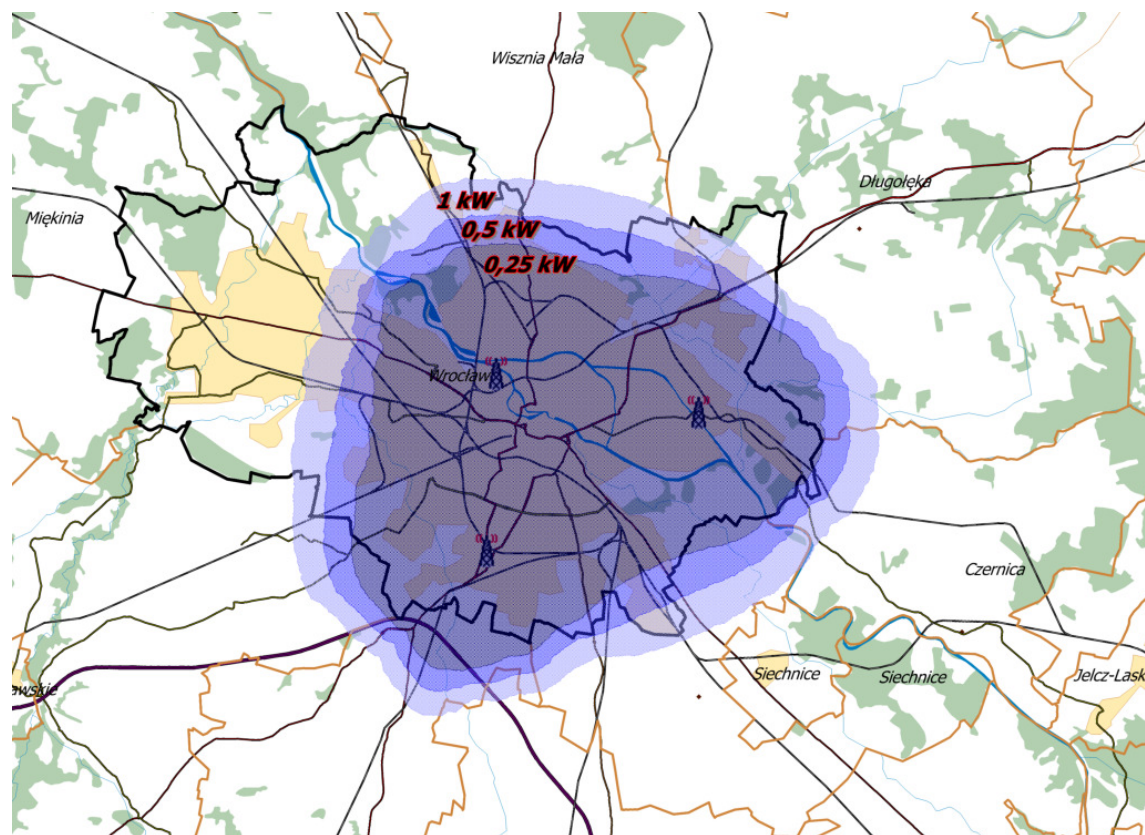 Wisznia Mała
Długołęka
1 kW
Miękinia
0,5 kW
0,25 kW
Wrocław
Czernica
Siechnice
Siechnice
Jelcz-Lask
awskie